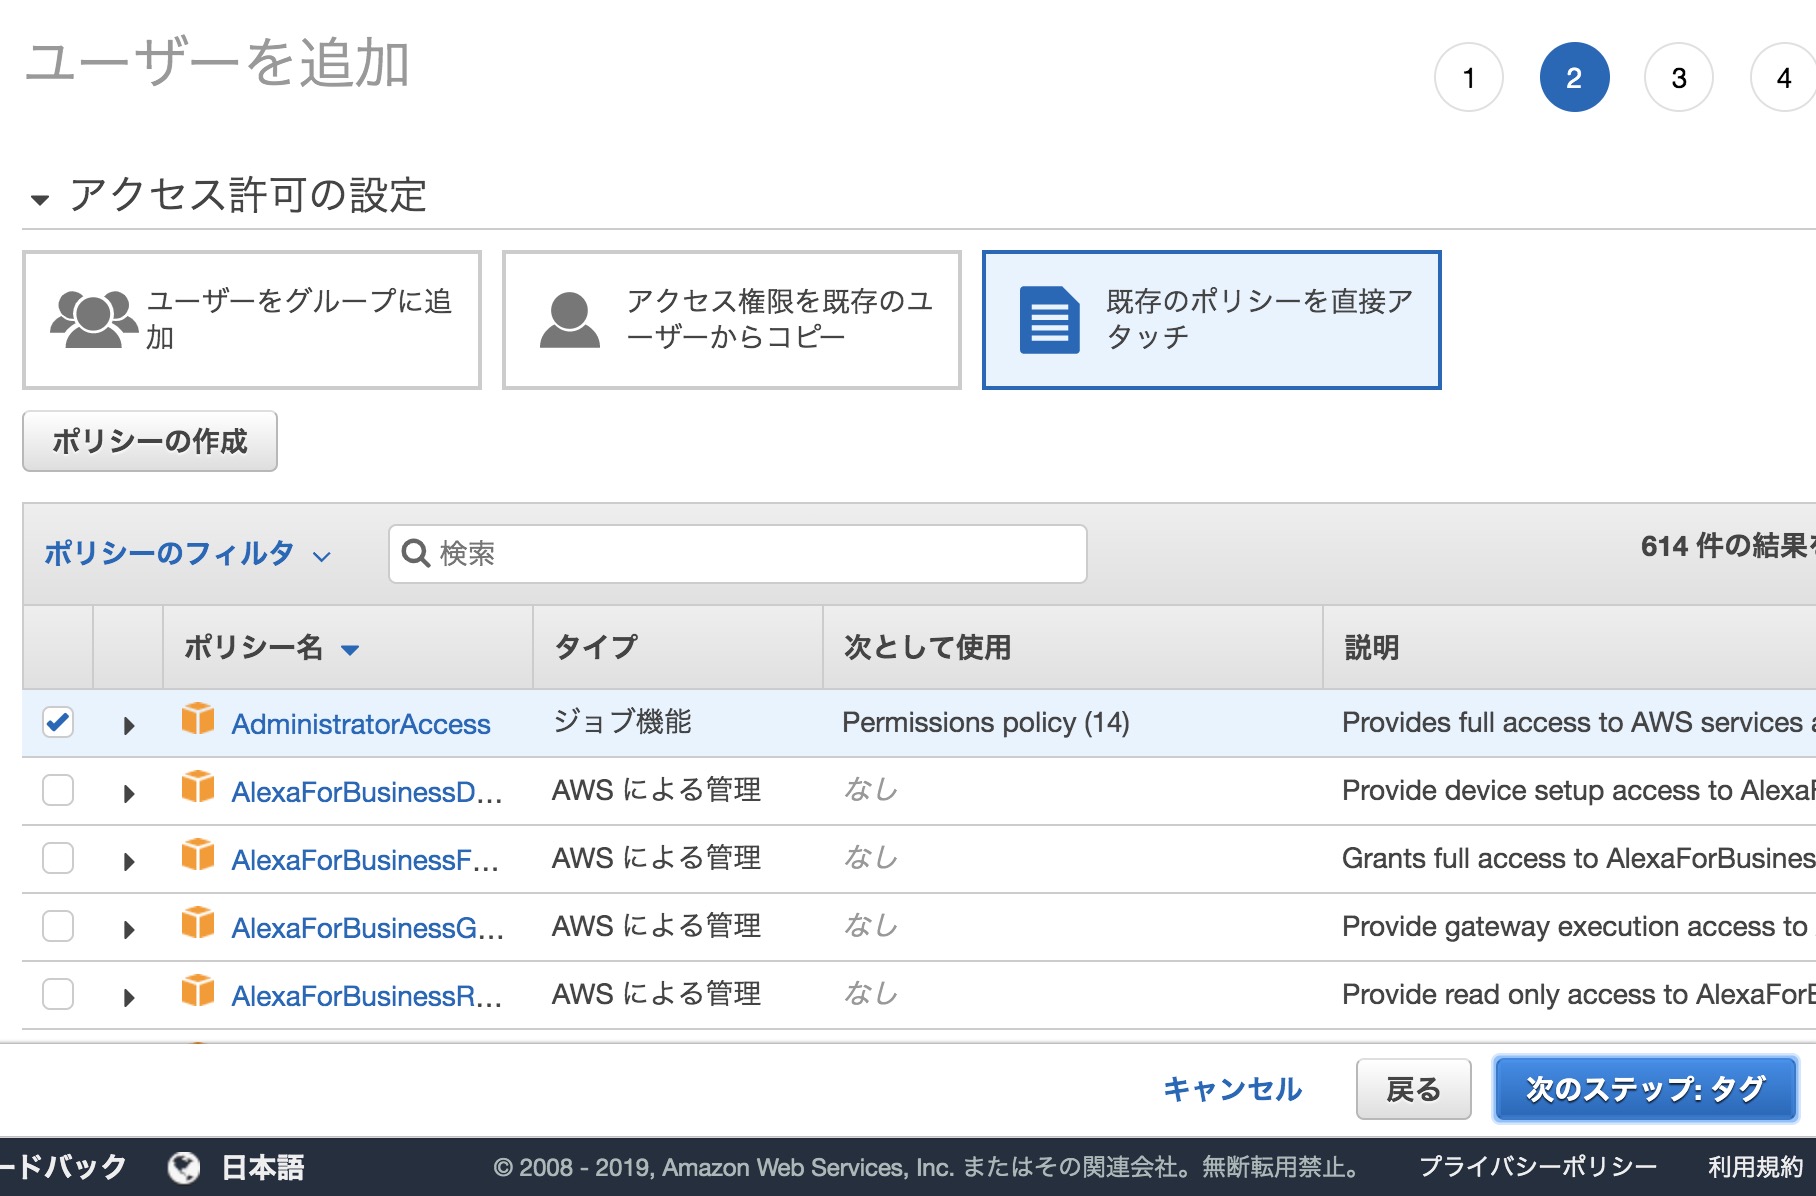 ユーザーを追加
1 2 3 4
アクセス許可の設定
ユーザーをグループに追
加
アクセス権限を既存のユ
ーザーからコピー
既存のポリシーを直接ア
タッチ
ポリシーの作成
ポリシーのフィルタ 検索 614 件の結果を
ポリシー名 タイプ 次として使用 説明
AdministratorAccess ジョブ機能 Permissions policy (14) Provides full access to AWS services a
AlexaForBusinessD... AWS による管理 なし Provide device setup access to AlexaF
AlexaForBusinessF... AWS による管理 なし Grants full access to AlexaForBusines
AlexaForBusinessG... AWS による管理 なし Provide gateway execution access to
AlexaForBusinessR... AWS による管理 なし Provide read only access to AlexaForB
キャンセル 戻る 次のステップ: タグ
ードバック 日本語 © 2008 - 2019, Amazon Web Services, Inc. またはその関連会社。無断転用禁止。 プライバシーポリシー 利用規約